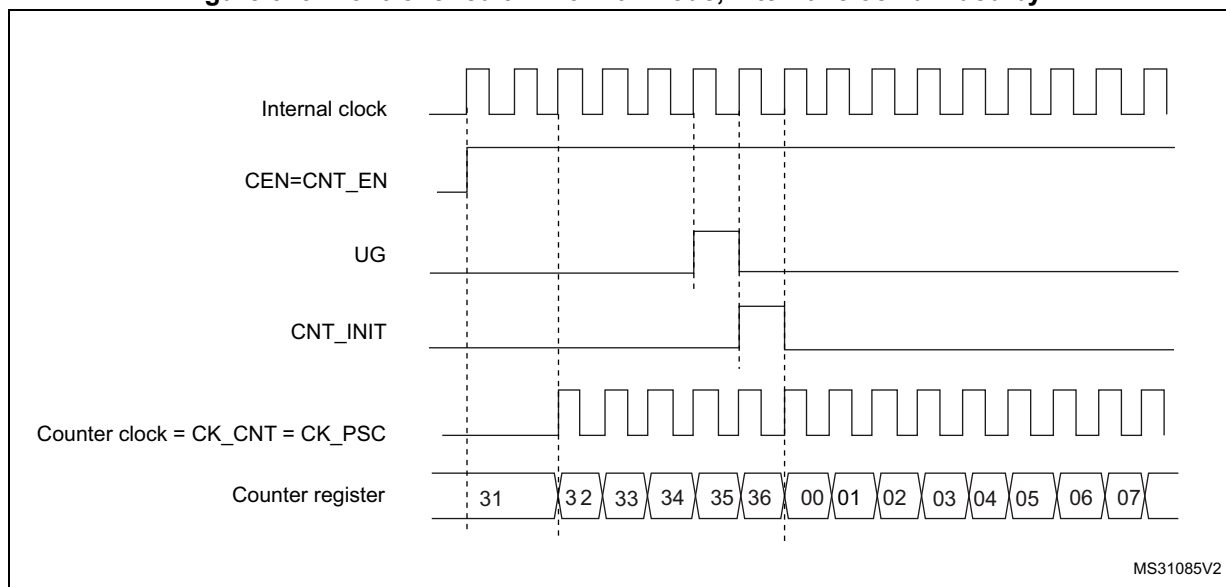 Internal clock
CEN=CNT_EN
UG
CNT_INIT
Counter clock = CK_CNT = CK_PSC
Counter register 31 32 33 34 35 36 00 01 02 03 04 05 06 07
MS31085V2